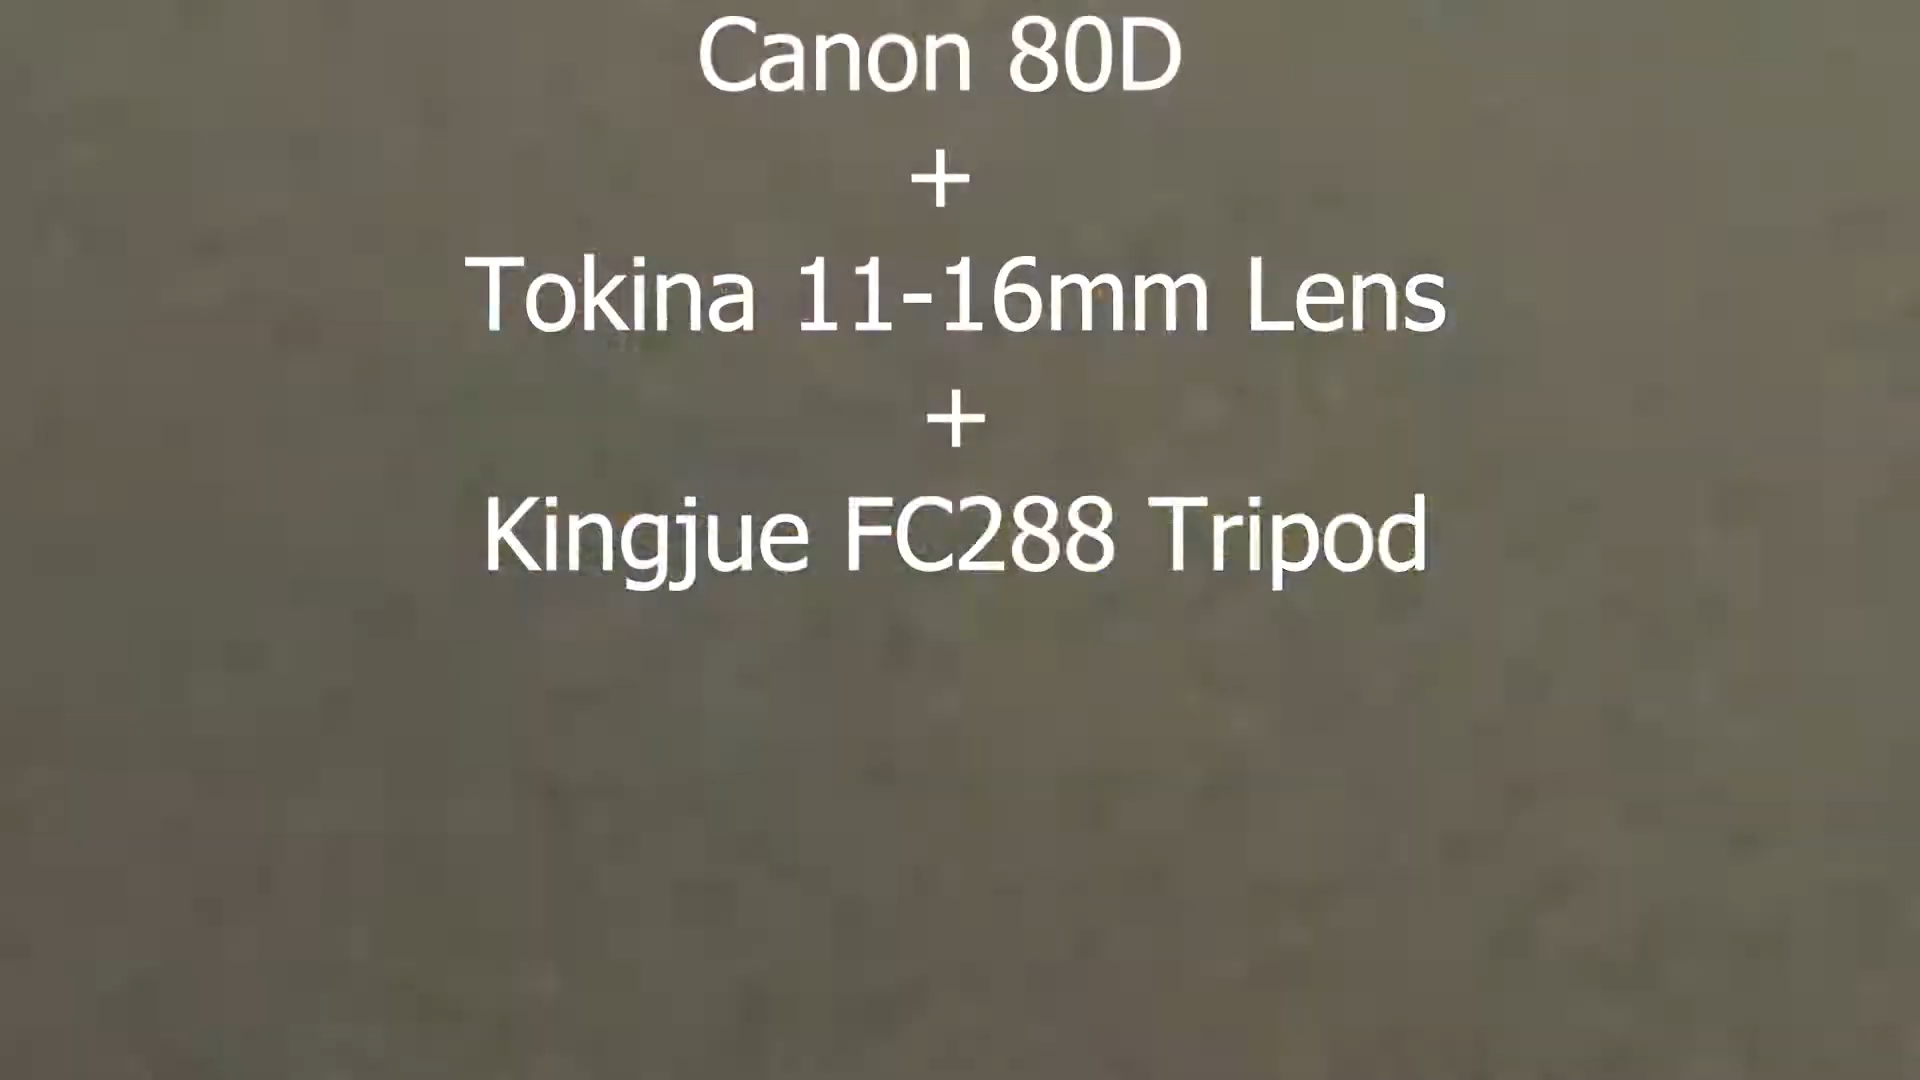 Canon 80D
+
Tokina 11-16mm Lens
+
Kingjue FC288 Tripod